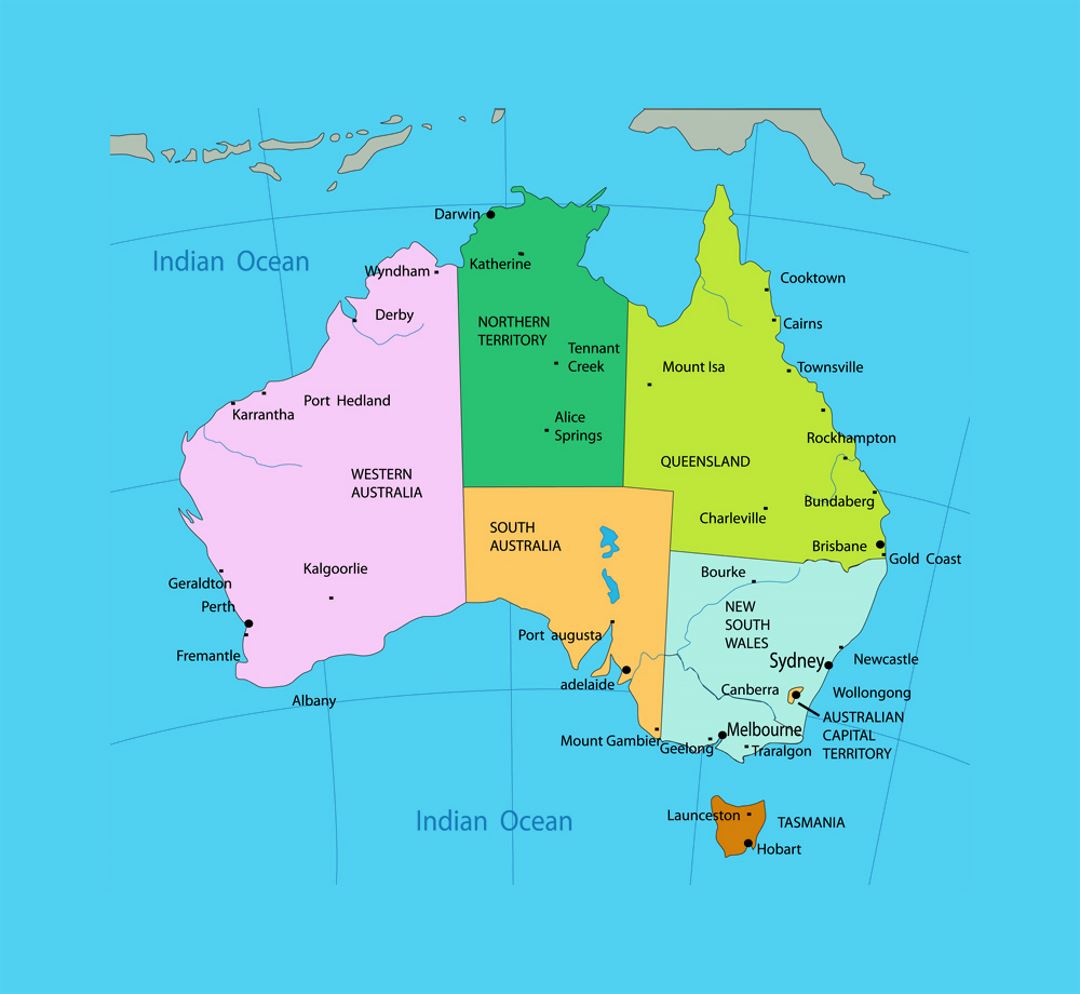 Darwin
Indian Ocean
Katherine
Wyndham
Cooktown
Derby
NORTHERN
TERRITORY
Cairns
Tennant
Creek
Mount Isa
Townsville
Port Hedland
Karrantha
Alice
Springs
Rockhampton
QUEENSLAND
WESTERN
AUSTRALIA
Bundaberg
Charleville
SOUTH
AUSTRALIA
Brisbane
Gold Coast
Kalgoorlie
Bourke
Geraldton
Perth
NEW
SOUTH
WALES
Port augusta
Fremantle
Sydney
Newcastle
adelaide
Canberra
Wollongong
Albany
AUSTRALIAN
CAPITAL
TERRITORY
Melbourne
Mount Gambier
Geelong
Traralgon
Indian Ocean
Launceston
TASMANIA
Hobart